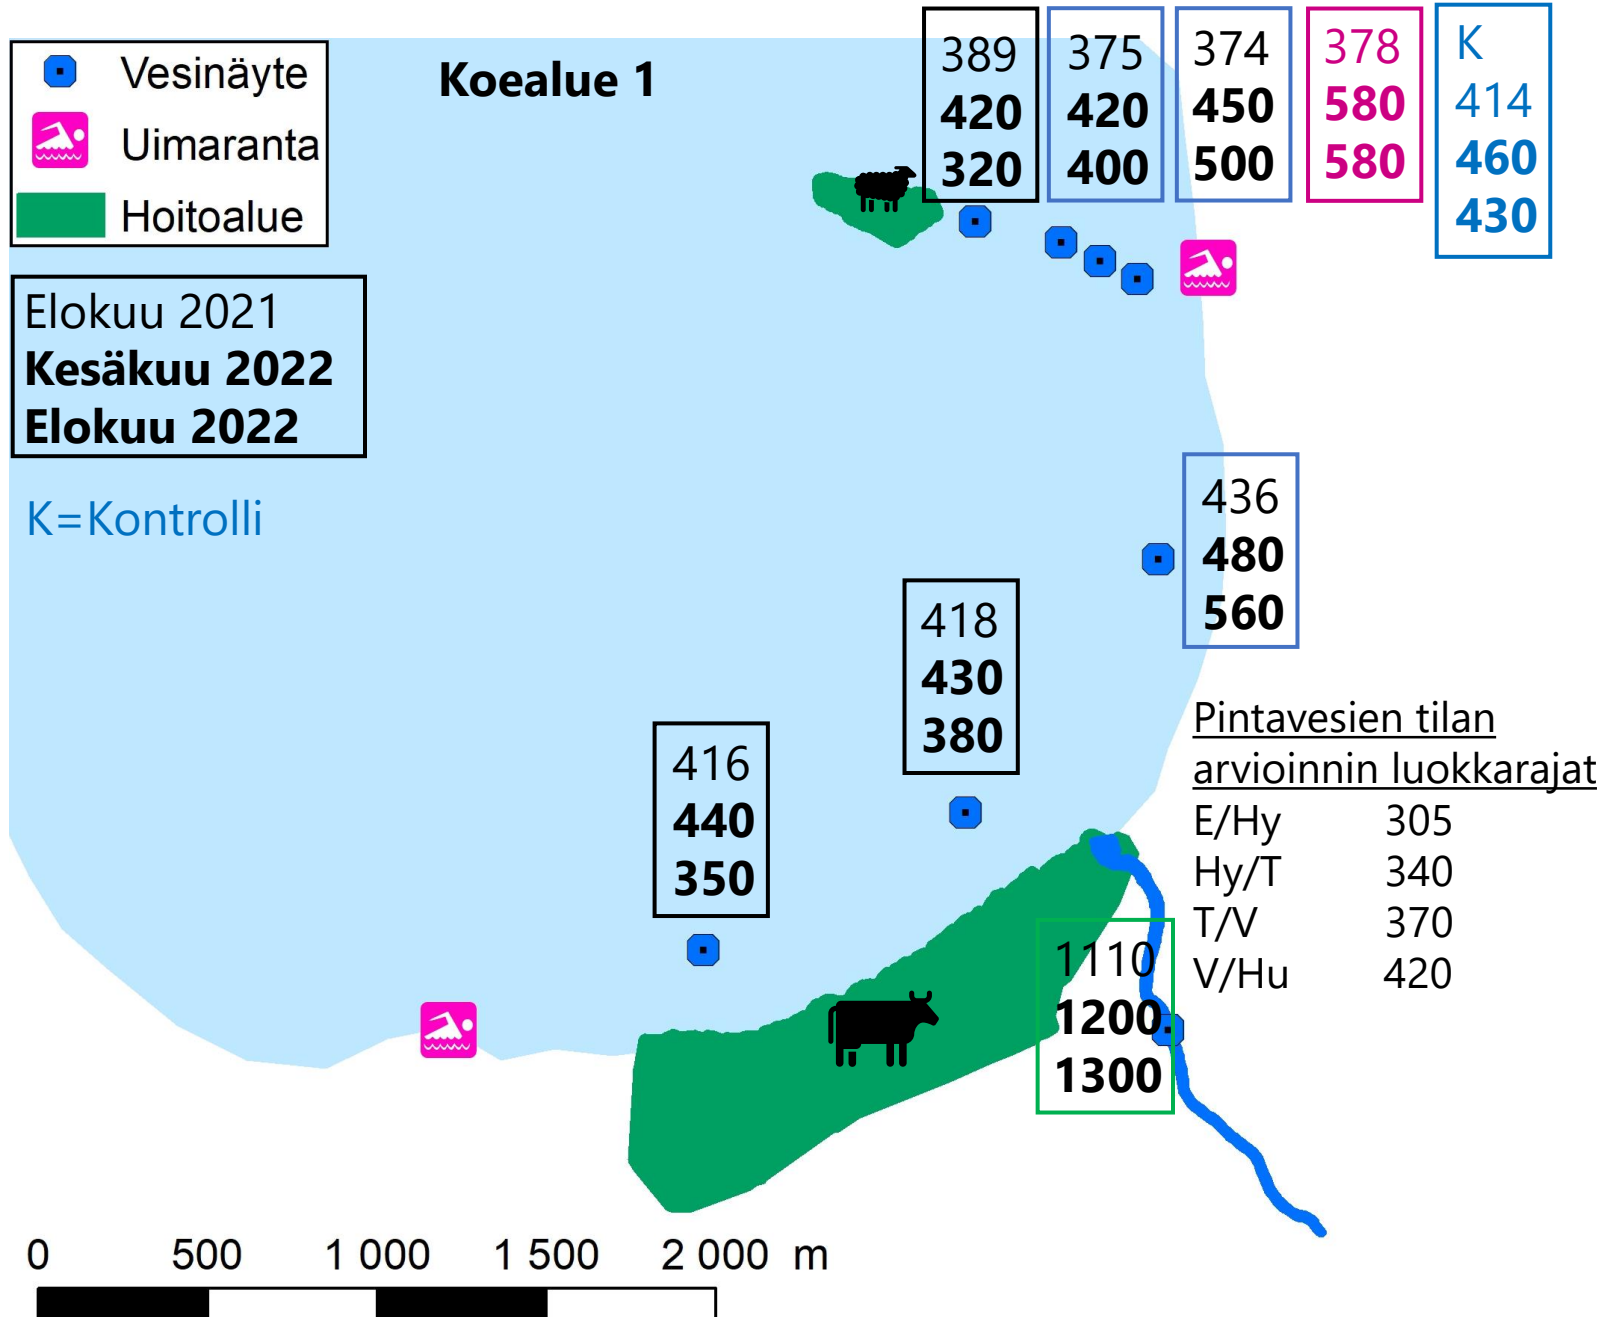 Vesinäyte
Uimaranta
Hoitoalue
Koealue 1
389
420
320
375
420
400
374
450
500
378
580
580
K
414
460
430
Elokuu 2021
Kesäkuu 2022
Elokuu 2022
K=Kontrolli
436
480
560
418
430
380
416
440
350
Pintavesien tilan
arvioinnin luokkarajat
E/Hy 305
Hy/T 340
T/V 370
V/Hu 420
1110
1200
1300
0 500 1 000 1 500 2 000 m